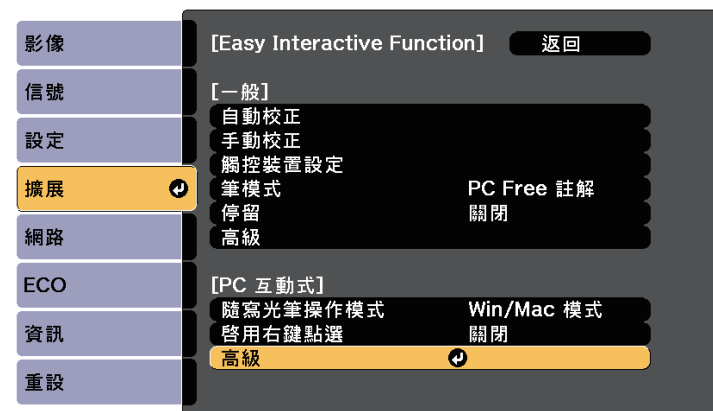 影像
信號
設定
擴展
網路
ECO
資訊
重設
[Easy Interactive Function] 返回
[一般]
自動校正
手動校正
觸控裝置設定
筆模式 PC Free 註解
停留 關閉
高級
[PC 互動式]
隨寫光筆操作模式 Win/Mac 模式
啓用右鍵點選 關閉
高級